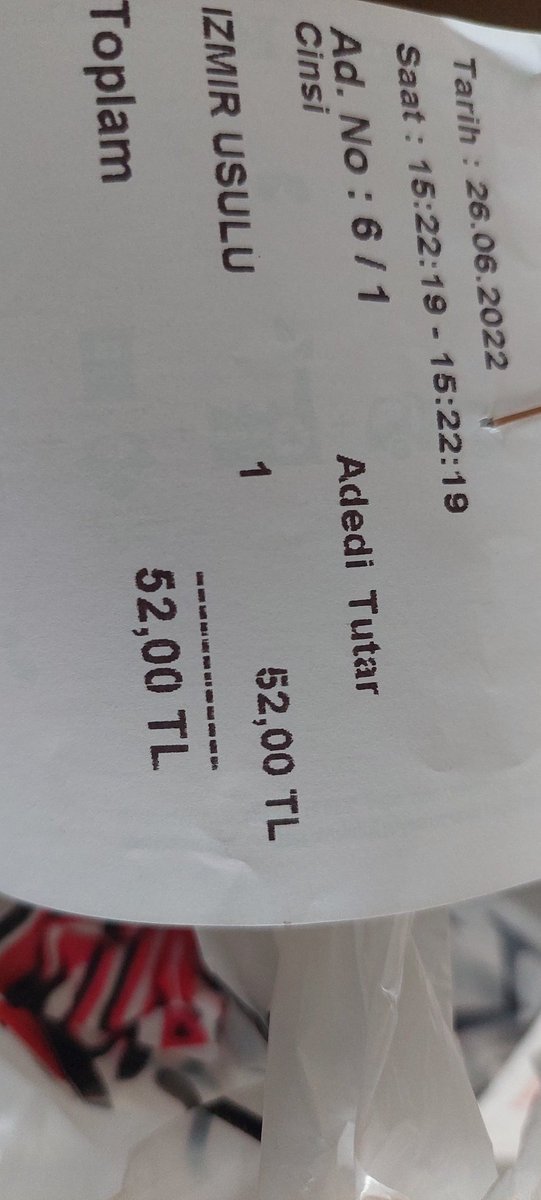 Tarih : 26.06.2022
Saat : 15:22:19 - 15:22:19
Ad. No : 6 / 1
Cinsi Adedi Tutar
IZMIR USULU 1 52,00 TL
-------------
Toplam 52,00 TL